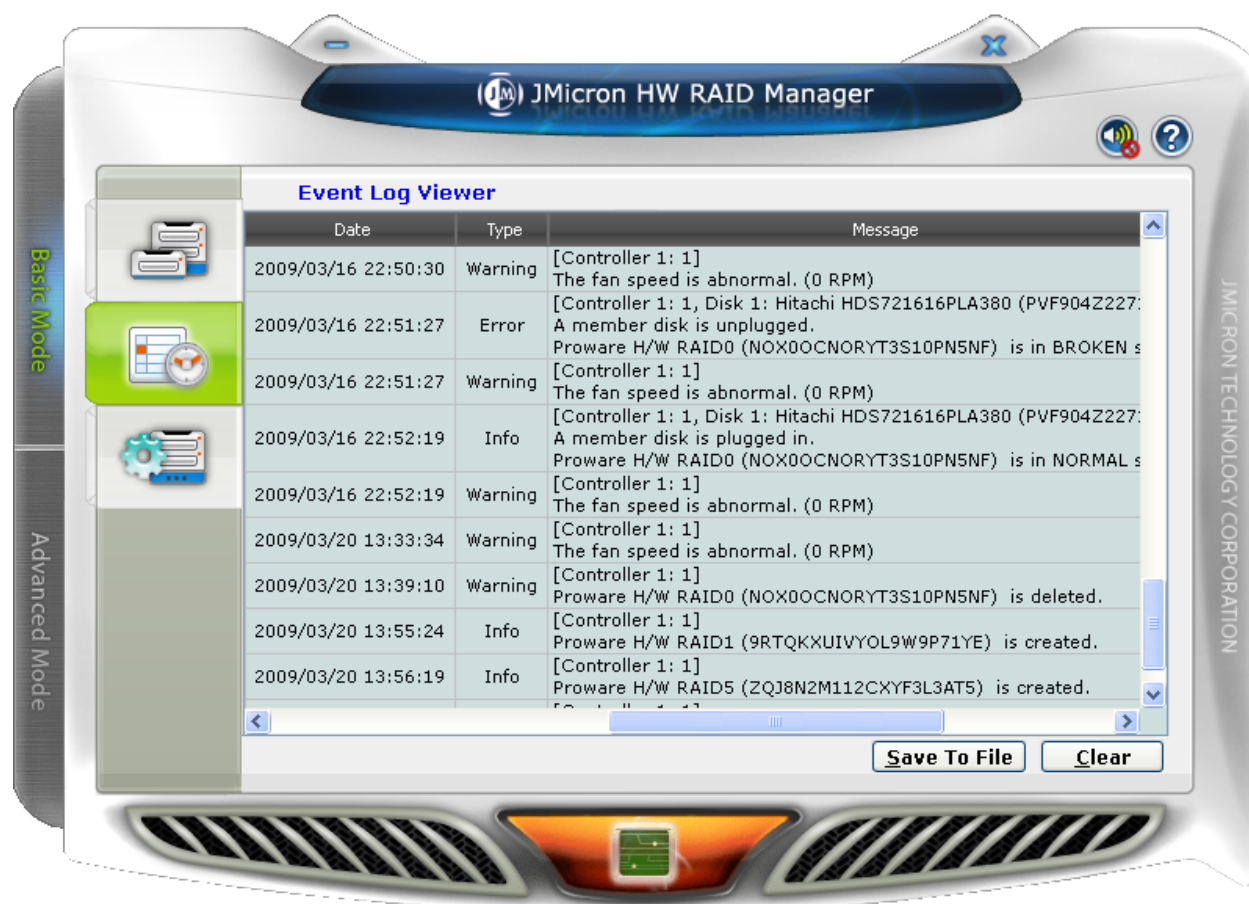 JMicron HW RAID Manager
Basic Mode
Advanced Mode
Event Log Viewer
Date Type Message
2009/03/16 22:50:30 Warning [Controller 1: 1]
The fan speed is abnormal. (0 RPM)
2009/03/16 22:51:27 Error [Controller 1: 1, Disk 1: Hitachi HDS721616PLA380 (PVF904Z2271
A member disk is unplugged.
Proware H/W RAID0 (NOX0OCNORYT3S10PN5NF) is in BROKEN s
2009/03/16 22:51:27 Warning [Controller 1: 1]
The fan speed is abnormal. (0 RPM)
2009/03/16 22:52:19 Info [Controller 1: 1, Disk 1: Hitachi HDS721616PLA380 (PVF904Z2271
A member disk is plugged in.
Proware H/W RAID0 (NOX0OCNORYT3S10PN5NF) is in NORMAL s
2009/03/16 22:52:19 Warning [Controller 1: 1]
The fan speed is abnormal. (0 RPM)
2009/03/20 13:33:34 Warning [Controller 1: 1]
The fan speed is abnormal. (0 RPM)
2009/03/20 13:39:10 Warning [Controller 1: 1]
Proware H/W RAID0 (NOX0OCNORYT3S10PN5NF) is deleted.
2009/03/20 13:55:24 Info [Controller 1: 1]
Proware H/W RAID1 (9RTQKXUIVYOL9W9P71YE) is created.
2009/03/20 13:56:19 Info [Controller 1: 1]
Proware H/W RAID5 (ZQJ8N2M112CXYF3L3AT5) is created.
Save To File Clear
JMICRON TECHNOLOGY CORPORATION